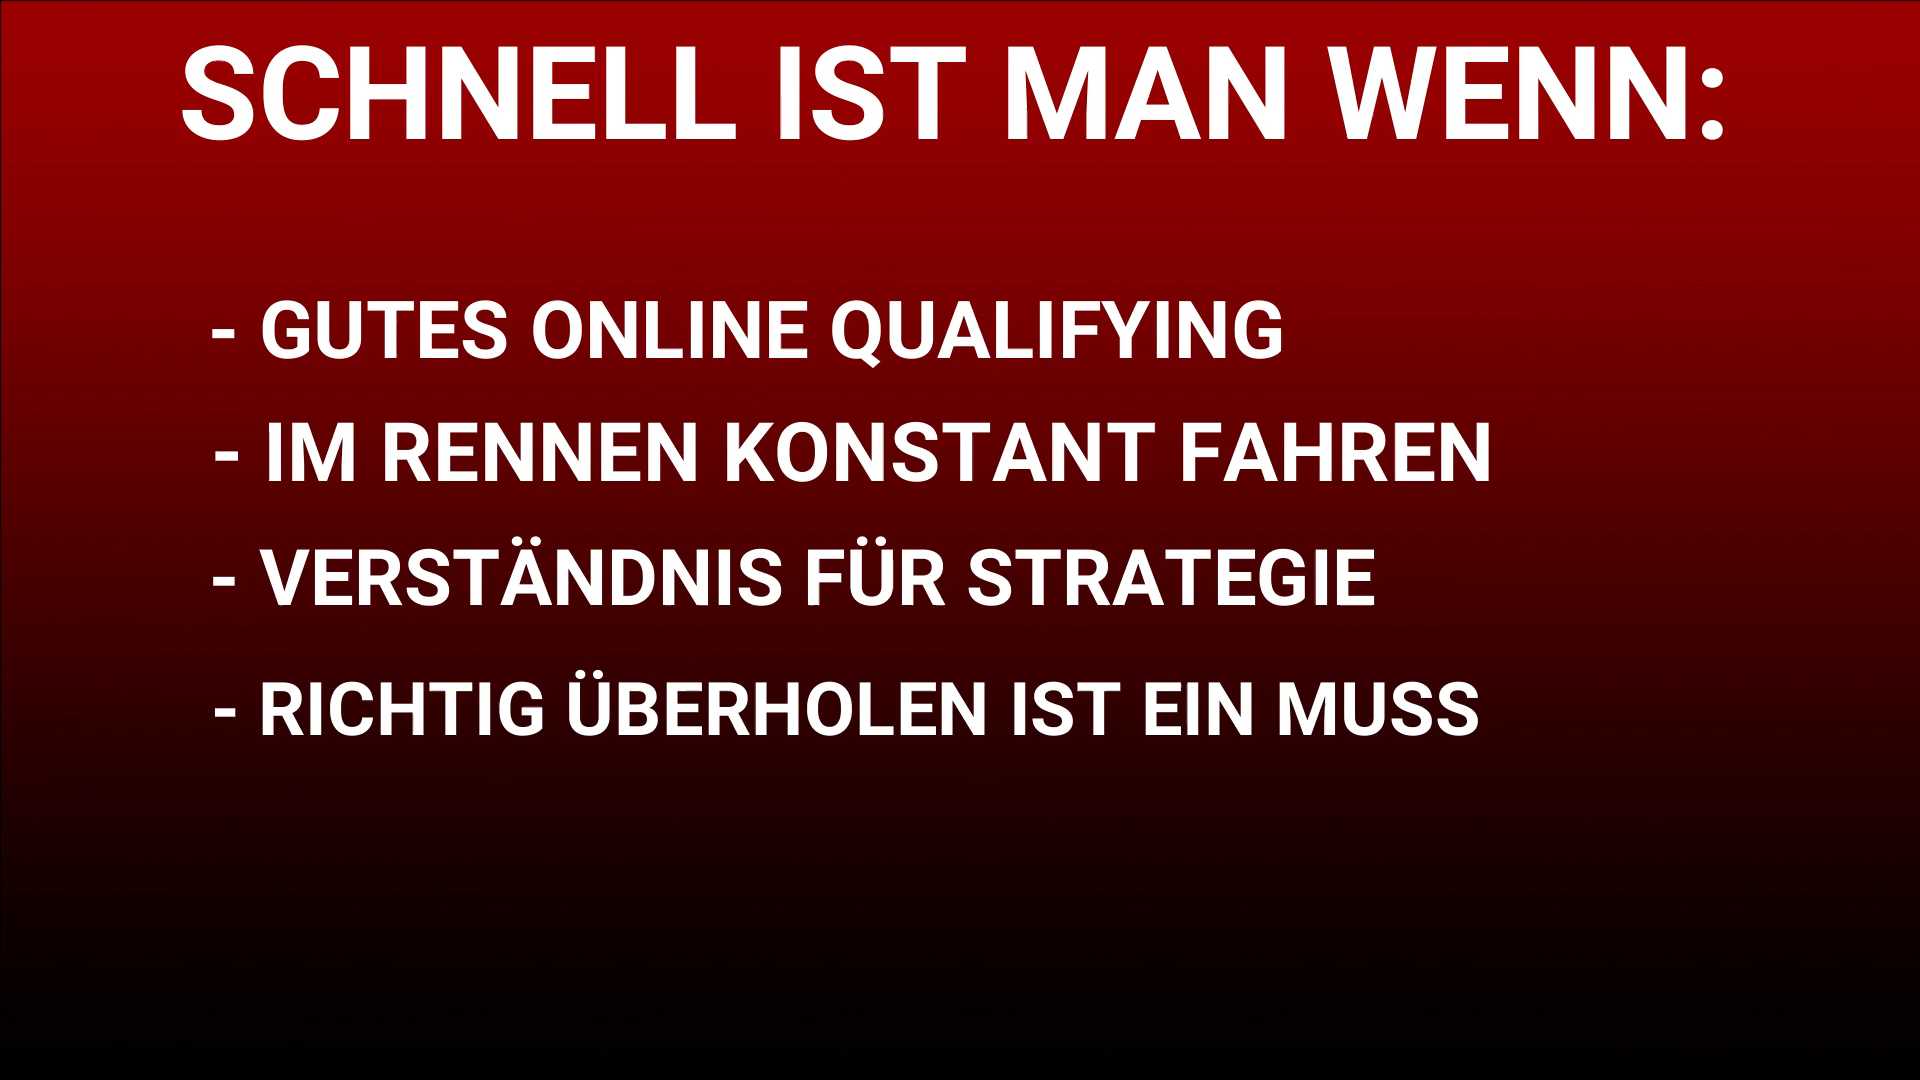 SCHNELL IST MAN WENN:
- GUTES ONLINE QUALIFYING
- IM RENNEN KONSTANT FAHREN
- VERSTÄNDNIS FÜR STRATEGIE
- RICHTIG ÜBERHOLEN IST EIN MUSS